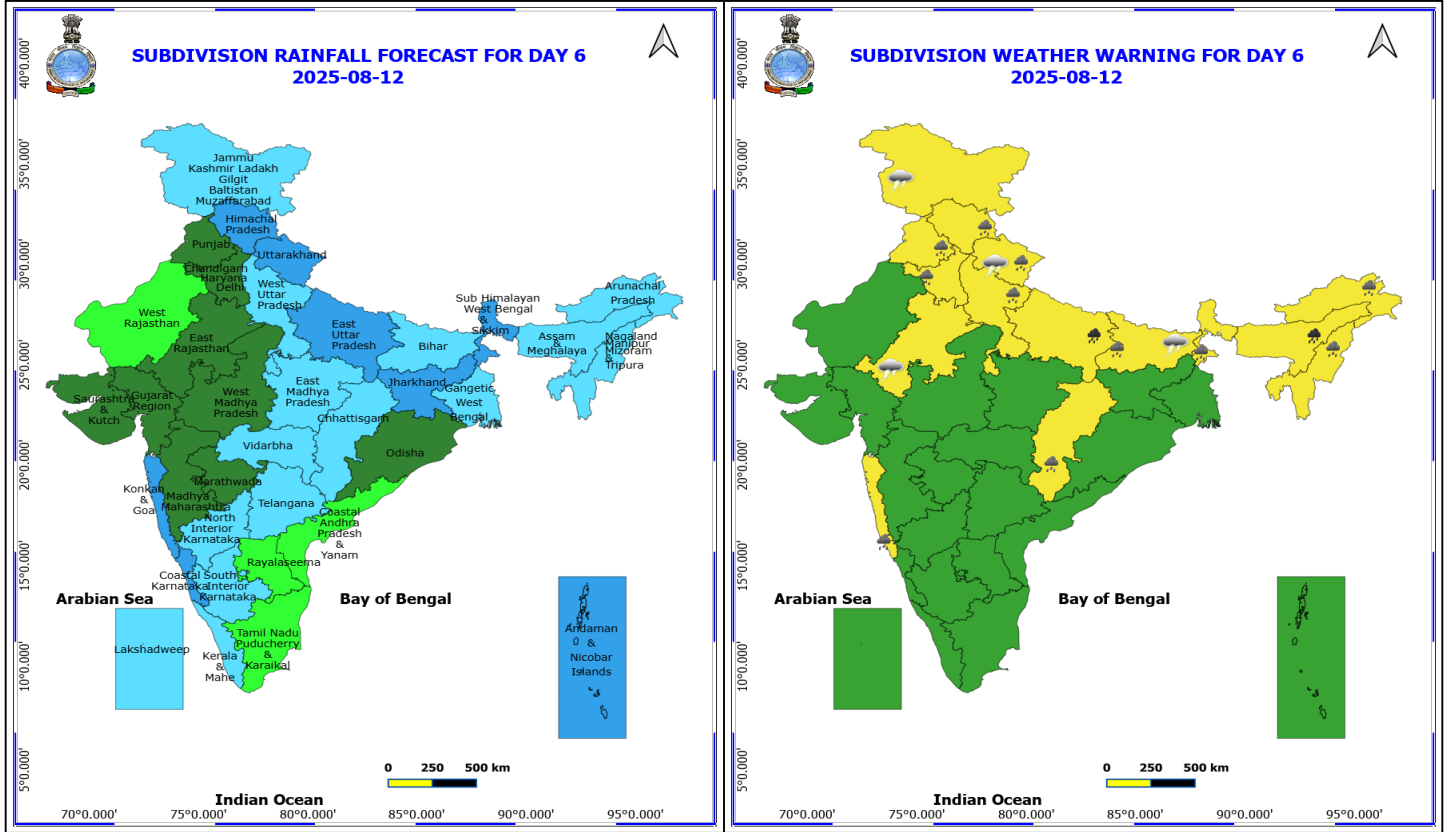 SUBDIVISION RAINFALL FORECAST FOR DAY 6
2025-08-12
40°0.000'
35°0.000'
30°0.000'
25°0.000'
20°0.000'
15°0.000'
10°0.000'
5°0.000'
Jammu
Kashmir Ladakh
Gilgit
Baltistan
Muzaffarabad
Himachal
Pradesh
Punjab
Uttarakhand
Chandigarh
Haryana
Delhi
West
Uttar
Pradesh
West
Rajasthan
East
Rajasthan
East
Uttar
Pradesh
Bihar
Sub Himalayan
West Bengal
&
Sikkim
Arunachal
Pradesh
Assam
&
Meghalaya
Nagaland
Manipur
Mizoram
&
Tripura
Jharkhand
Gangetic
West
Bengal
Saurashtra
&
Kutch
Gujarat
Region
West
Madhya
Pradesh
East
Madhya
Pradesh
Chhattisgarh
Vidarbha
Odisha
Konkan
&
Goa
Madhya
Maharashtra
Marathwada
Telangana
North
Interior
Karnataka
Coastal
Andhra
Pradesh
&
Yanam
Rayalaseema
Coastal
Karnataka
South
Interior
Karnataka
Tamil Nadu
Puducherry
&
Karaikal
Kerala
&
Mahe
Lakshadweep
Andaman
&
Nicobar
Islands
Arabian Sea
Bay of Bengal
Indian Ocean
0 250 500 km
70°0.000' 75°0.000' 80°0.000' 85°0.000' 90°0.000' 95°0.000'
SUBDIVISION WEATHER WARNING FOR DAY 6
2025-08-12
40°0.000'
35°0.000'
30°0.000'
25°0.000'
20°0.000'
15°0.000'
10°0.000'
5°0.000'
Arabian Sea
Bay of Bengal
Indian Ocean
0 250 500 km
70°0.000' 75°0.000' 80°0.000' 85°0.000' 90°0.000' 95°0.000'